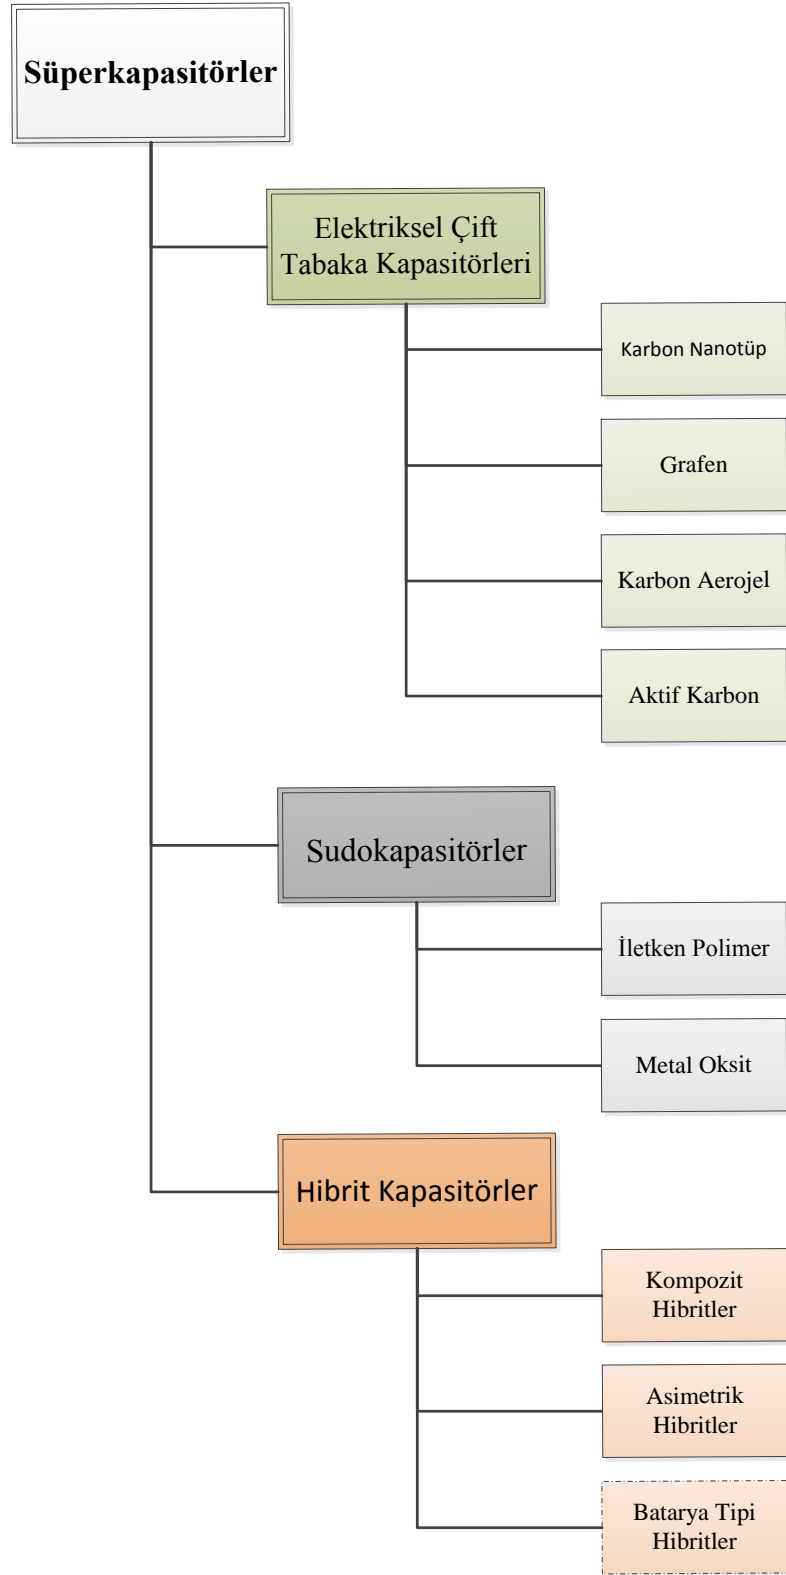 Süperkapasitörler
Elektriksel Çift
Tabaka Kapasitörleri
Karbon Nanotüp
Grafen
Karbon Aerojel
Aktif Karbon
Sudokapasitörler
İletken Polimer
Metal Oksit
Hibrit Kapasitörler
Kompozit
Hibritler
Asimetrik
Hibritler
Batarya Tipi
Hibritler